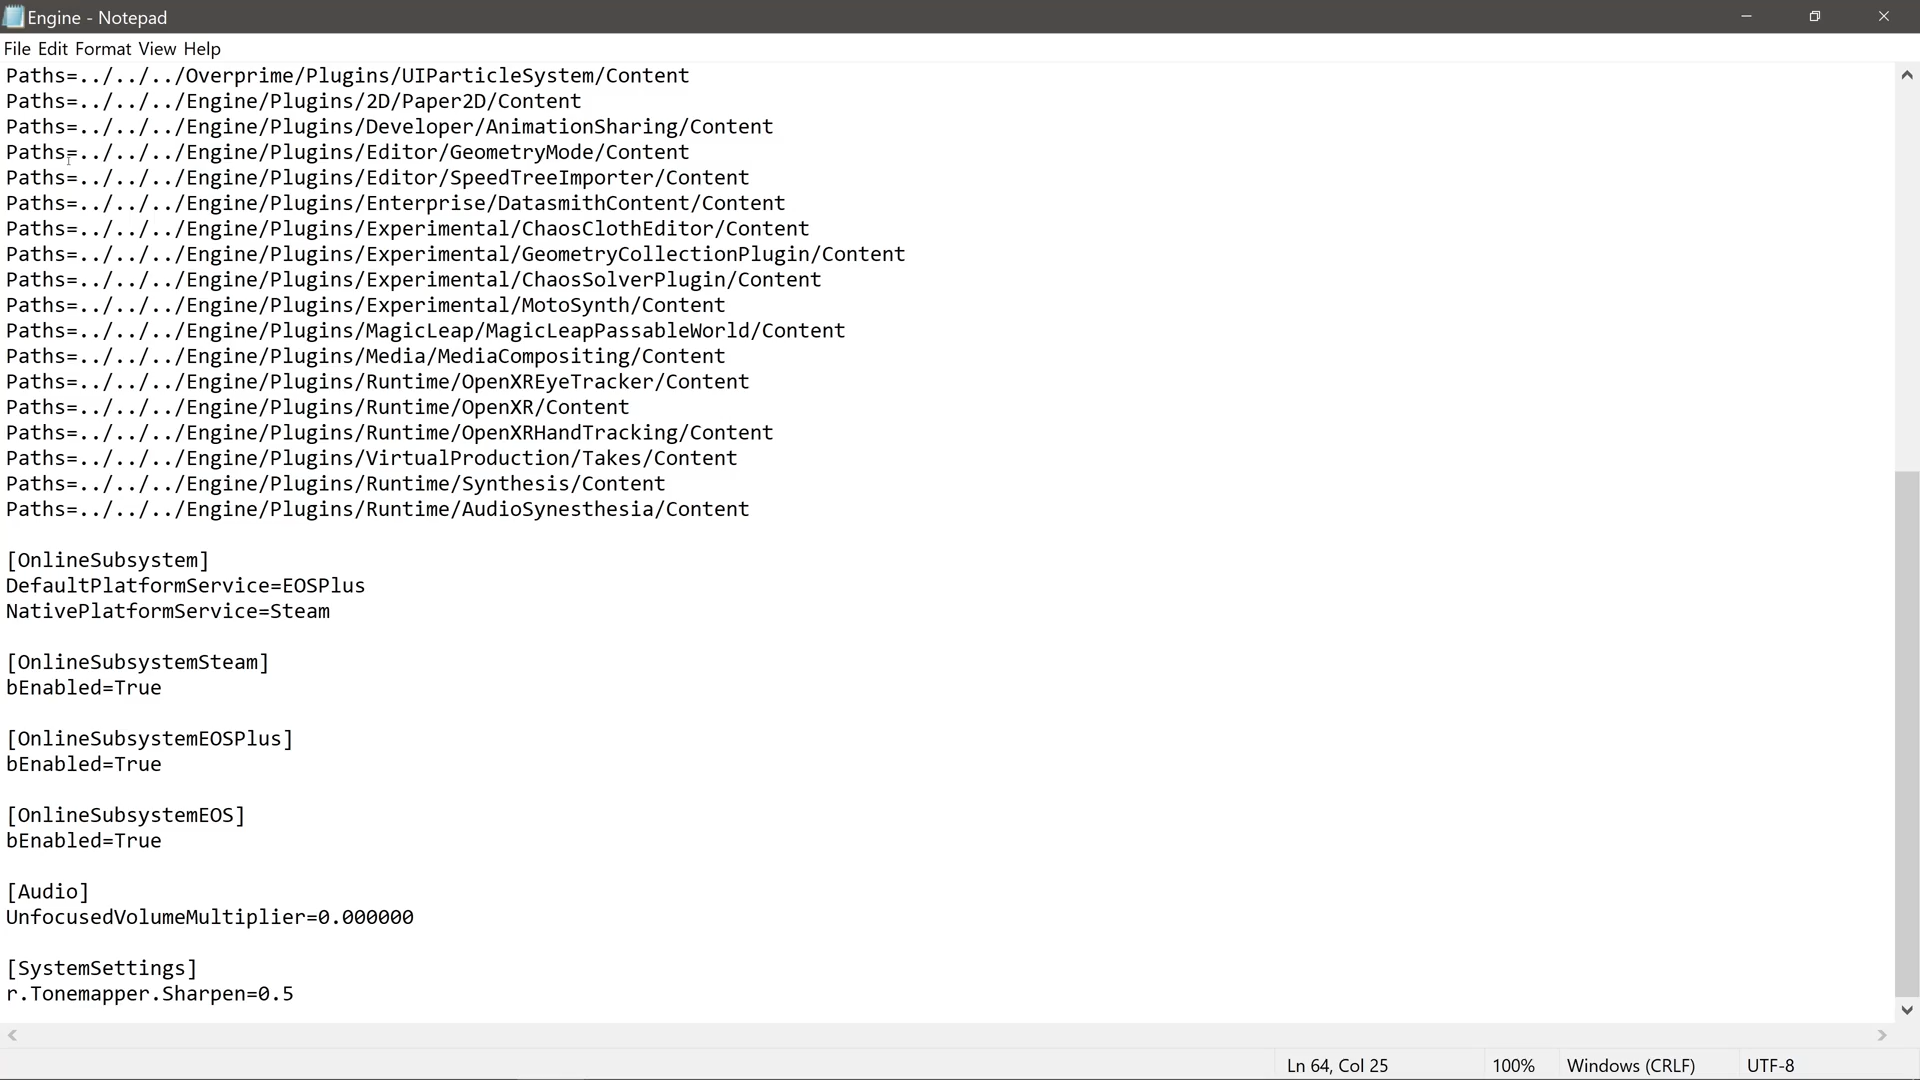 Engine - Notepad
File Edit Format View Help
Paths=../../../Overprime/Plugins/UIParticleSystem/Content
Paths=../../../Engine/Plugins/2D/Paper2D/Content
Paths=../../../Engine/Plugins/Developer/AnimationSharing/Content
Paths=../../../Engine/Plugins/Editor/GeometryMode/Content
Paths=../../../Engine/Plugins/Editor/SpeedTreeImporter/Content
Paths=../../../Engine/Plugins/Enterprise/DatasmithContent/Content
Paths=../../../Engine/Plugins/Experimental/ChaosClothEditor/Content
Paths=../../../Engine/Plugins/Experimental/GeometryCollectionPlugin/Content
Paths=../../../Engine/Plugins/Experimental/ChaosSolverPlugin/Content
Paths=../../../Engine/Plugins/Experimental/MotoSynth/Content
Paths=../../../Engine/Plugins/MagicLeap/MagicLeapPassableWorld/Content
Paths=../../../Engine/Plugins/Media/MediaCompositing/Content
Paths=../../../Engine/Plugins/Runtime/OpenXREyeTracker/Content
Paths=../../../Engine/Plugins/Runtime/OpenXR/Content
Paths=../../../Engine/Plugins/Runtime/OpenXRHandTracking/Content
Paths=../../../Engine/Plugins/VirtualProduction/Takes/Content
Paths=../../../Engine/Plugins/Runtime/Synthesis/Content
Paths=../../../Engine/Plugins/Runtime/AudioSynesthesia/Content
[OnlineSubsystem]
DefaultPlatformService=EOSPlus
NativePlatformService=Steam
[OnlineSubsystemSteam]
bEnabled=True
[OnlineSubsystemEOSPlus]
bEnabled=True
[OnlineSubsystemEOS]
bEnabled=True
[Audio]
UnfocusedVolumeMultiplier=0.000000
[SystemSettings]
r.Tonemapper.Sharpen=0.5
Ln 64, Col 25
100%
Windows (CRLF)
UTF-8